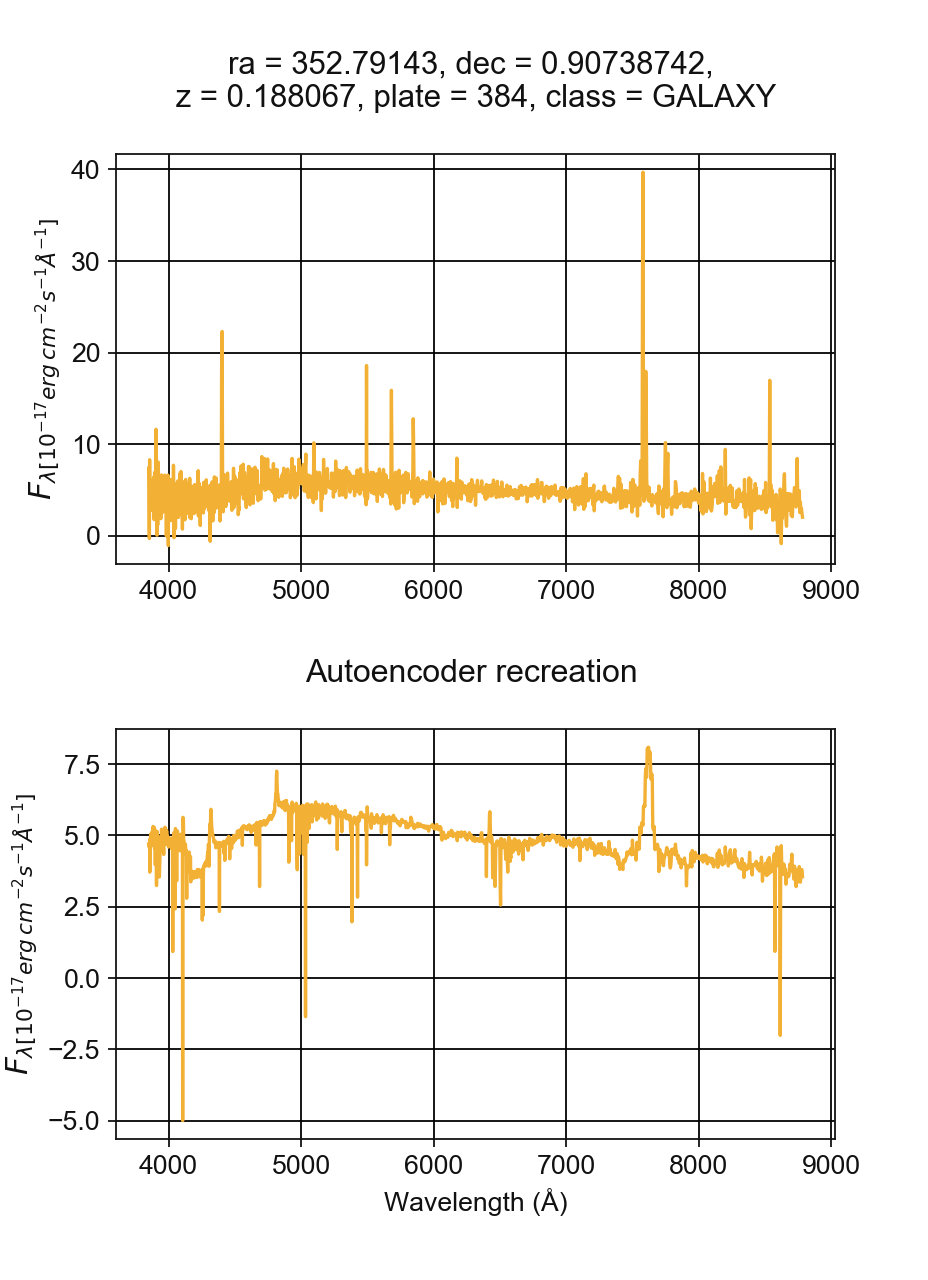 ra = 352.79143, dec = 0.90738742,
z = 0.188067, plate = 384, class = GALAXY
40
30
20
10
0
F_λ[10^{−17} erg cm^{−2} s^{−1} Å^{−1}]
4000 5000 6000 7000 8000 9000
Autoencoder recreation
7.5
5.0
2.5
0.0
−2.5
−5.0
F_λ[10^{−17} erg cm^{−2} s^{−1} Å^{−1}]
4000 5000 6000 7000 8000 9000
Wavelength (Å)